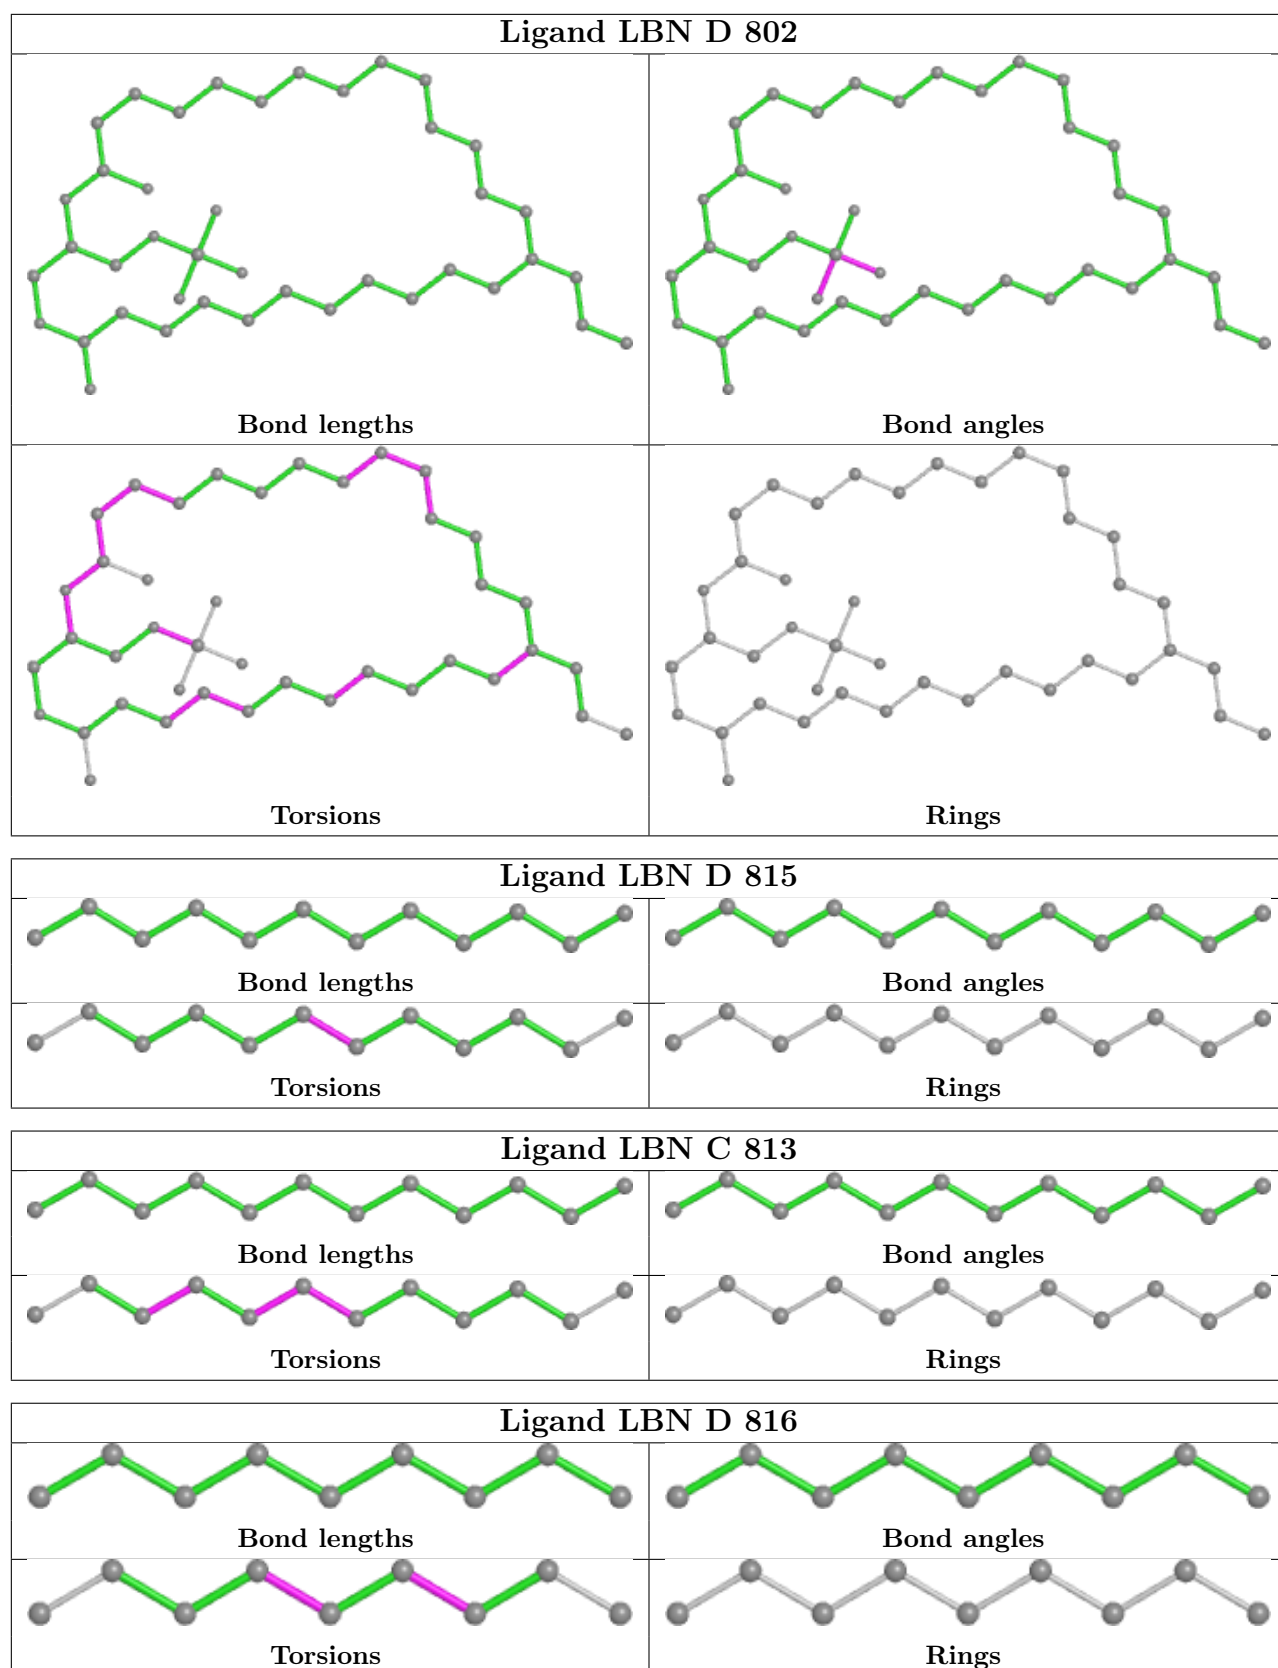 Ligand LBN D 802
Bond lengths
Bond angles
Torsions
Rings
Ligand LBN D 815
Bond lengths
Bond angles
Torsions
Rings
Ligand LBN C 813
Bond lengths
Bond angles
Torsions
Rings
Ligand LBN D 816
Bond lengths
Bond angles
Torsions
Rings